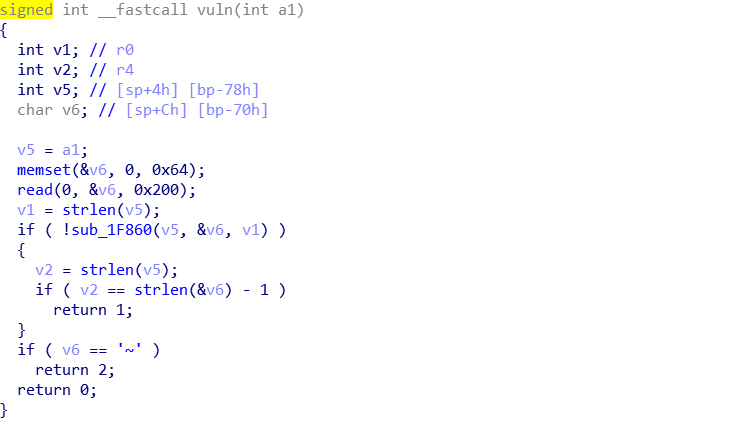 signed int __fastcall vuln(int a1)
{
  int v1; // r0
  int v2; // r4
  int v5; // [sp+4h] [bp-78h]
  char v6; // [sp+Ch] [bp-70h]

  v5 = a1;
  memset(&v6, 0, 0x64);
  read(0, &v6, 0x200);
  v1 = strlen(v5);
  if ( !sub_1F860(v5, &v6, v1) )
  {
    v2 = strlen(v5);
    if ( v2 == strlen(&v6) - 1 )
      return 1;
  }
  if ( v6 == '~' )
    return 2;
  return 0;
}